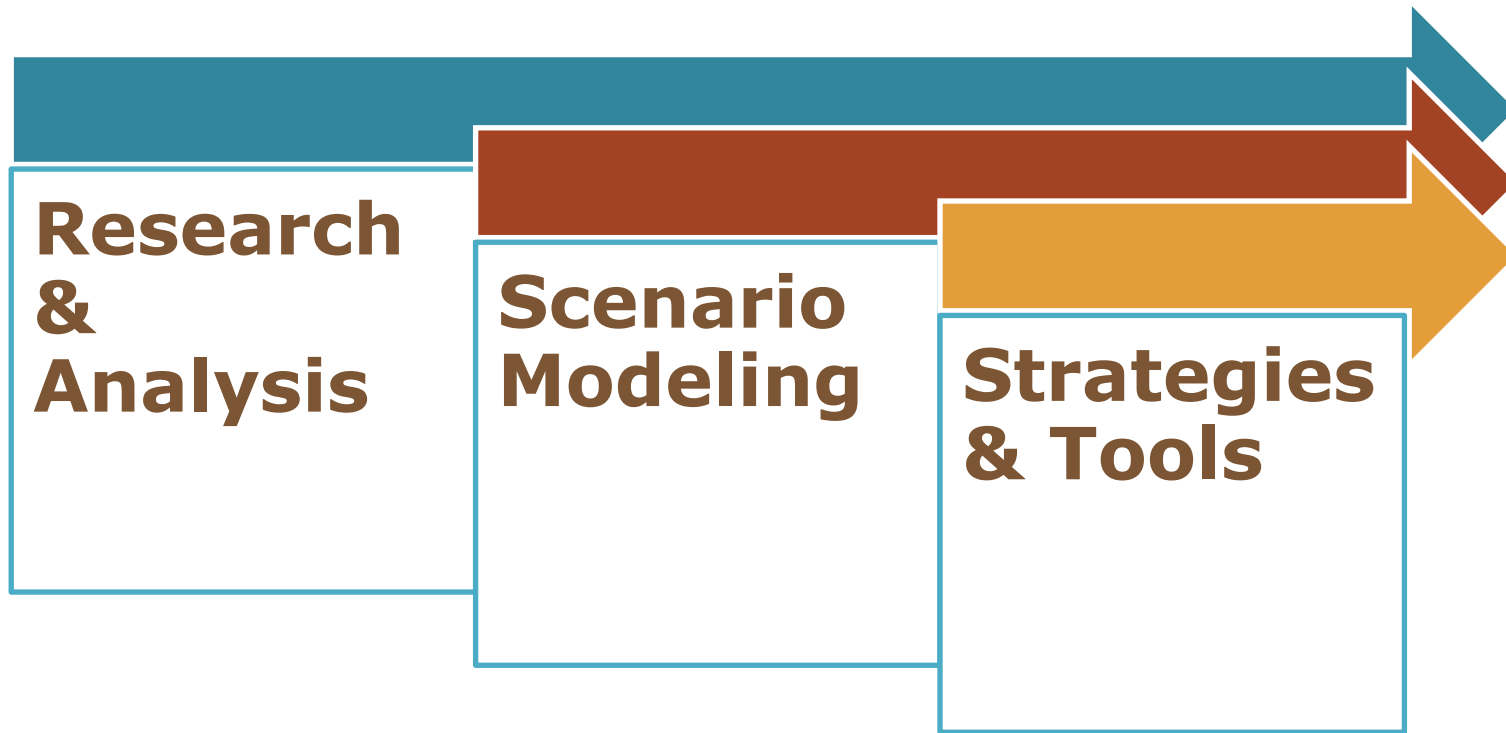 Research
&
Analysis
Scenario
Modeling
Strategies
& Tools